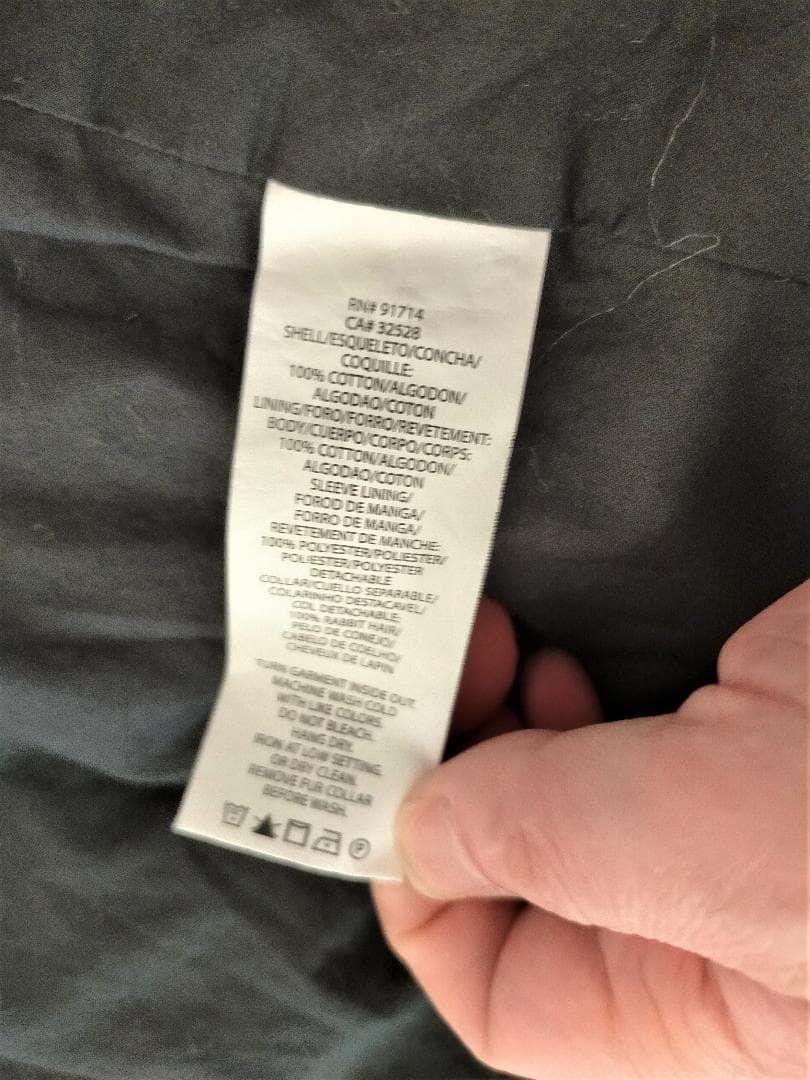 RN# 91714
CA# 32528
SHELL/ESQUELETO/CONCHA/
COQUILLE:
100% COTTON/ALGODON/
ALGODAO/COTON
LINING/FORO/FORRO/REVETEMENT:
BODY/CUERPO/CORPO/CORPS:
100% COTTON/ALGODON/
ALGODAO/COTON
SLEEVE LINING/
FOROD DE MANGA/
FORRO DE MANGA/
REVETEMENT DE MANCHE:
100% POLYESTER/POLIESTER/
POLIESTER/POLYESTER
DETACHABLE
COLLAR/CUELLO SEPARABLE/
COLARINHO DESTACAVEL/
COL DETACHABLE:
100% RABBIT HAIR/
PELO DE CONEJO/
CABELO DE COELHO/
CHEVEUX DE LAPIN
TURN GARMENT INSIDE OUT.
MACHINE WASH COLD
WITH LIKE COLORS.
DO NOT BLEACH.
HANG DRY.
IRON AT LOW SETTING.
OR DRY CLEAN.
REMOVE FUR COLLAR
BEFORE WASH.
P